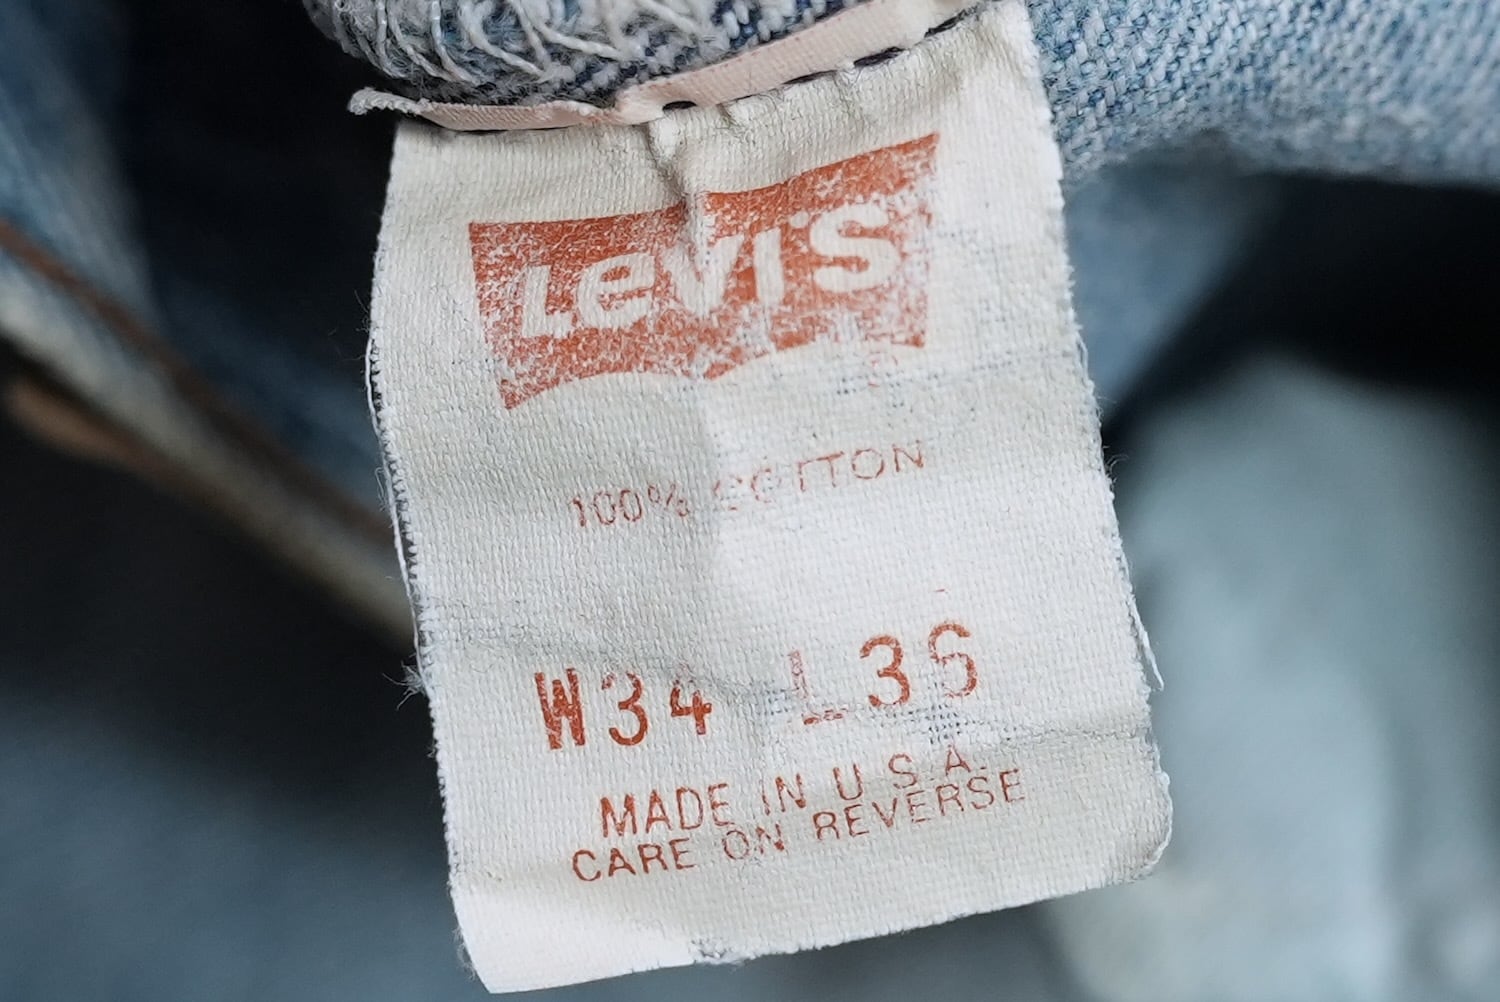 Levi's
100% COTTON
W34 L36
MADE IN U.S.A.
CARE ON REVERSE